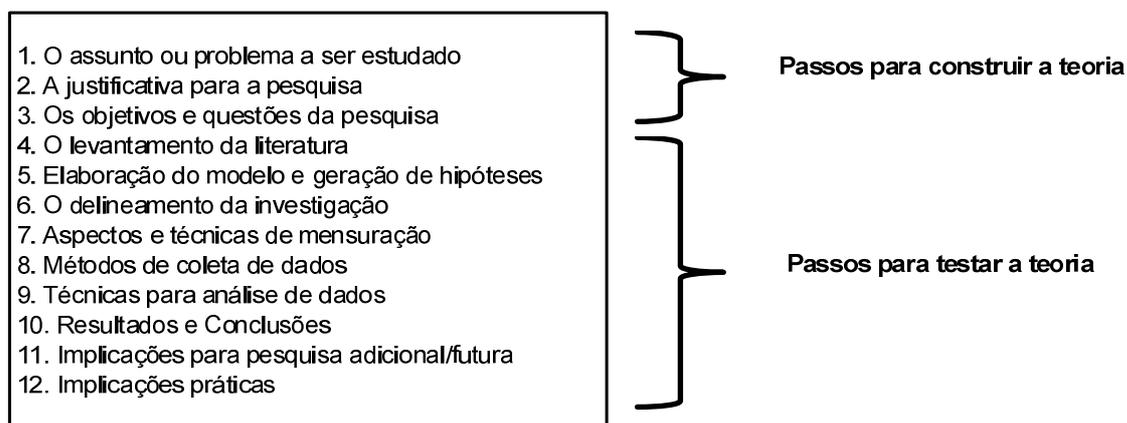 1. O assunto ou problema a ser estudado
2. A justificativa para a pesquisa
3. Os objetivos e questões da pesquisa
4. O levantamento da literatura
5. Elaboração do modelo e geração de hipóteses
6. O delineamento da investigação
7. Aspectos e técnicas de mensuração
8. Métodos de coleta de dados
9. Técnicas para análise de dados
10. Resultados e Conclusões
11. Implicações para pesquisa adicional/futura
12. Implicações práticas
Passos para construir a teoria
Passos para testar a teoria